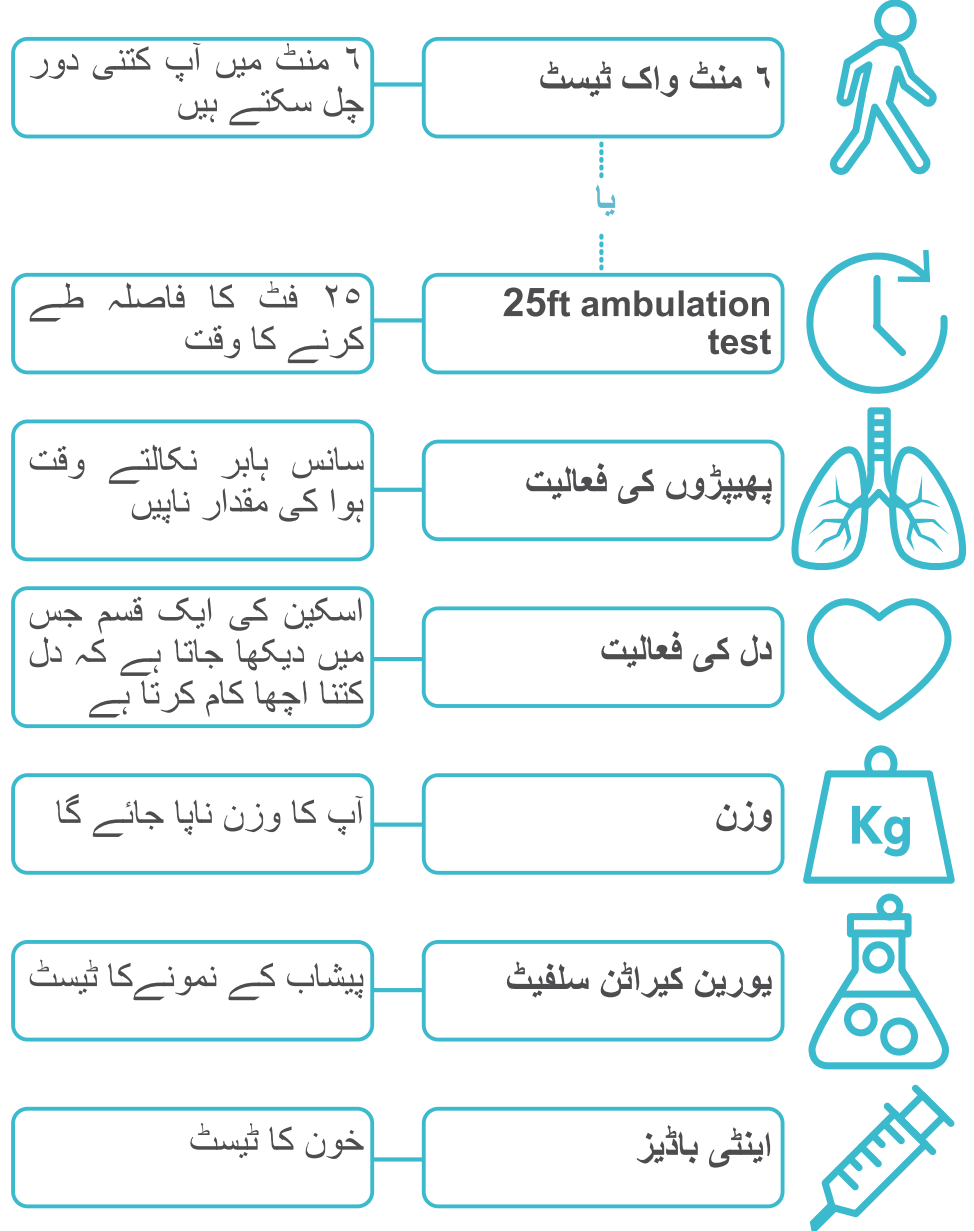 ٦ منٹ واک ٹیسٹ
٦ منٹ میں آپ کتنی دور
چل سکتے ہیں
یا
25ft ambulation
test
٢٥ فٹ کا فاصلہ طے
کرنے کا وقت
پھیپڑوں کی فعالیت
سانس باہر نکالتے وقت
ہوا کی مقدار ناپیں
دل کی فعالیت
اسکین کی ایک قسم جس
میں دیکھا جاتا ہے کہ دل
کتنا اچھا کام کرتا ہے
وزن
آپ کا وزن ناپا جائے گا
Kg
یورین کیراٹن سلفیٹ
پیشاب کے نمونےکا ٹیسٹ
اینٹی باڈیز
خون کا ٹیسٹ